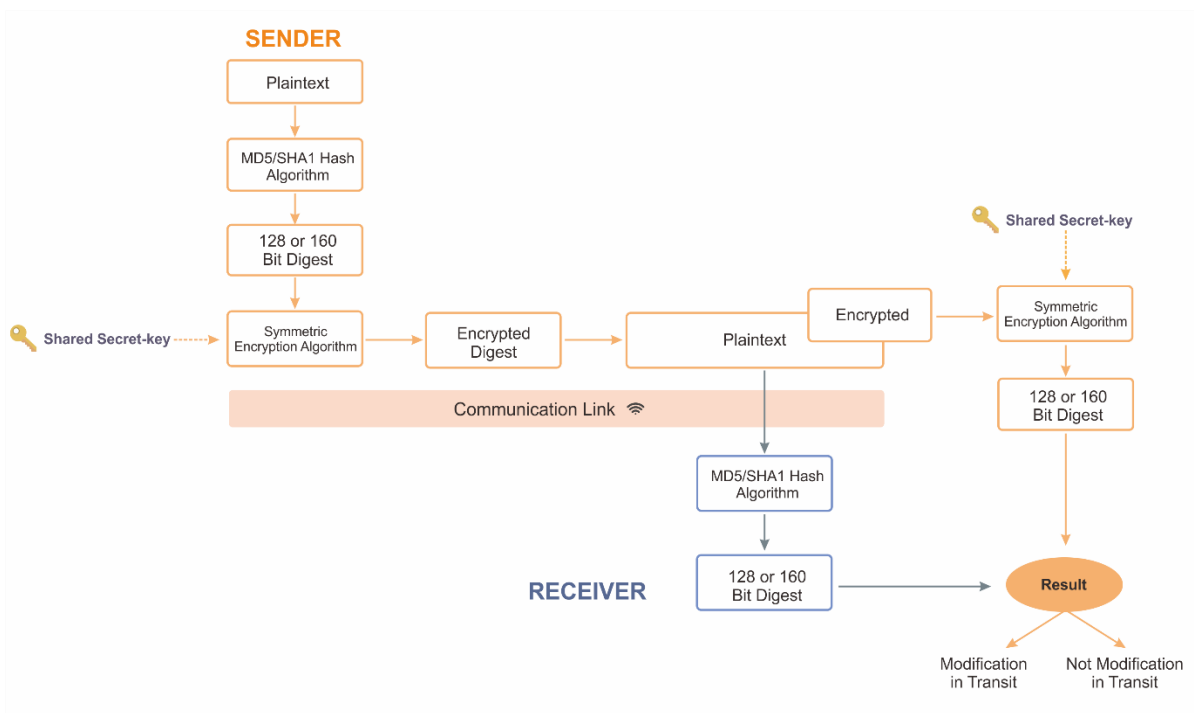 SENDER
Plaintext
MD5/SHA1 Hash
Algorithm
128 or 160
Bit Digest
Shared Secret-key
Symmetric
Encryption Algorithm
Encrypted
Digest
Plaintext
Encrypted
Shared Secret-key
Symmetric
Encryption Algorithm
128 or 160
Bit Digest
Communication Link
MD5/SHA1 Hash
Algorithm
RECEIVER
128 or 160
Bit Digest
Result
Modification
in Transit
Not Modification
in Transit